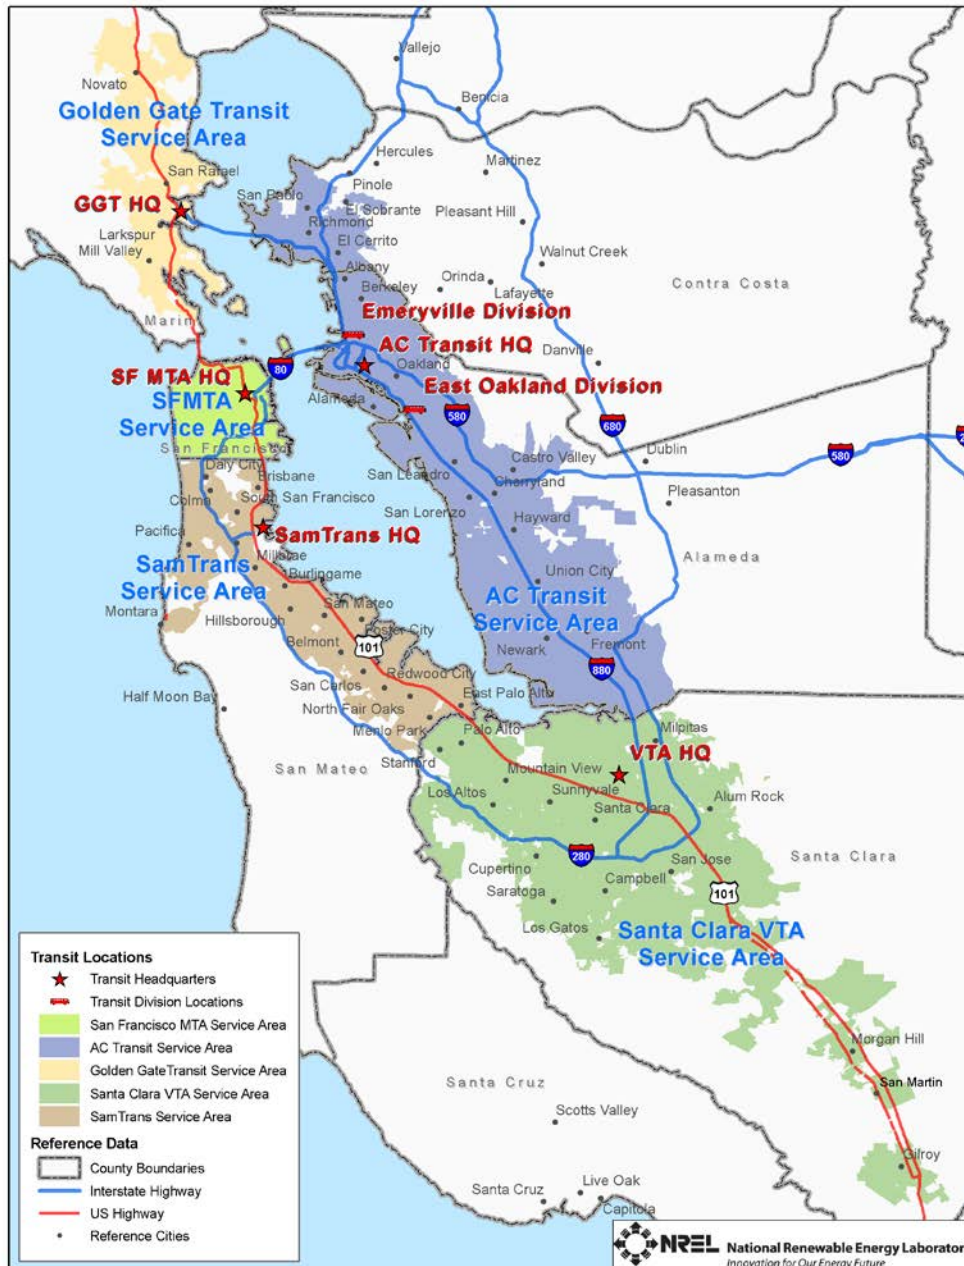 Vallejo
Novato
Benicia
Golden Gate Transit
Service Area
Hercules
Martinez
San Rafael
Pinole
San Pablo
El Sobrante
GGT HQ
Richmond
Pleasant Hill
Larkspur
El Cerrito
Mill Valley
Walnut Creek
Albany
Orinda
Berkeley
Lafayette
Contra Costa
Emeryville Division
Marin
AC Transit HQ
Danville
80
SF MTA HQ
Oakland
East Oakland Division
SFMTA
Service Area
Alameda
580
680
San Francisco
Dublin
580
Castro Valley
Daly City
Brisbane
San Leandro
Cherryland
Pleasanton
Colma
South San Francisco
San Lorenzo
Hayward
Pacifica
SamTrans HQ
Alameda
Millbrae
SamTrans
Service Area
Burlingame
Union City
AC Transit
Service Area
Montara
Hillsborough
San Mateo
Foster City
Belmont
101
Newark
Fremont
880
San Carlos
Redwood City
Half Moon Bay
North Fair Oaks
East Palo Alto
Menlo Park
Palo Alto
Milpitas
VTA HQ
Stanford
San Mateo
Mountain View
Los Altos
Sunnyvale
Santa Clara
Alum Rock
280
San Jose
Santa Clara
Cupertino
Campbell
Saratoga
101
Los Gatos
Santa Clara VTA
Service Area
Morgan Hill
San Martin
Santa Cruz
Scotts Valley
Gilroy
Live Oak
Santa Cruz
Capitola
Transit Locations
Transit Headquarters
Transit Division Locations
San Francisco MTA Service Area
AC Transit Service Area
Golden GateTransit Service Area
Santa Clara VTA Service Area
SamTrans Service Area
Reference Data
County Boundaries
Interstate Highway
US Highway
Reference Cities
NREL National Renewable Energy Laborator
Innovation for Our Energy Future